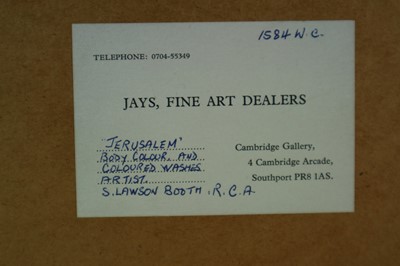 1584 W.C.
TELEPHONE: 0704-55349
JAYS, FINE ART DEALERS
"JERUSALEM"
BODY COLOUR. AND
COLOURED WASHES
ARTIST.
S. LAWSON BOOTH. R.C.A.
Cambridge Gallery,
4 Cambridge Arcade,
Southport PR8 1AS.